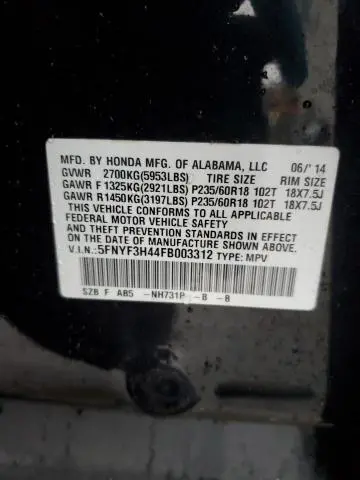 MFD. BY HONDA MFG. OF ALABAMA, LLC 06/'14
GVWR 2700KG(5953LBS) TIRE SIZE RIM SIZE
GAWR F 1325KG(2921LBS) P235/60R18 102T 18X7.5J
GAWR R1450KG(3197LBS) P235/60R18 102T 18X7.5J
THIS VEHICLE CONFORMS TO ALL APPLICABLE
FEDERAL MOTOR VEHICLE SAFETY
AND THEFT PREVENTION STANDARDS IN EFFECT
ON THE DATE OF MANUFACTURE SHOWN ABOVE.
V.I.N.:5FNYF3H44FB003312 TYPE: MPV
SZB F AB5 -NH731P -B -B